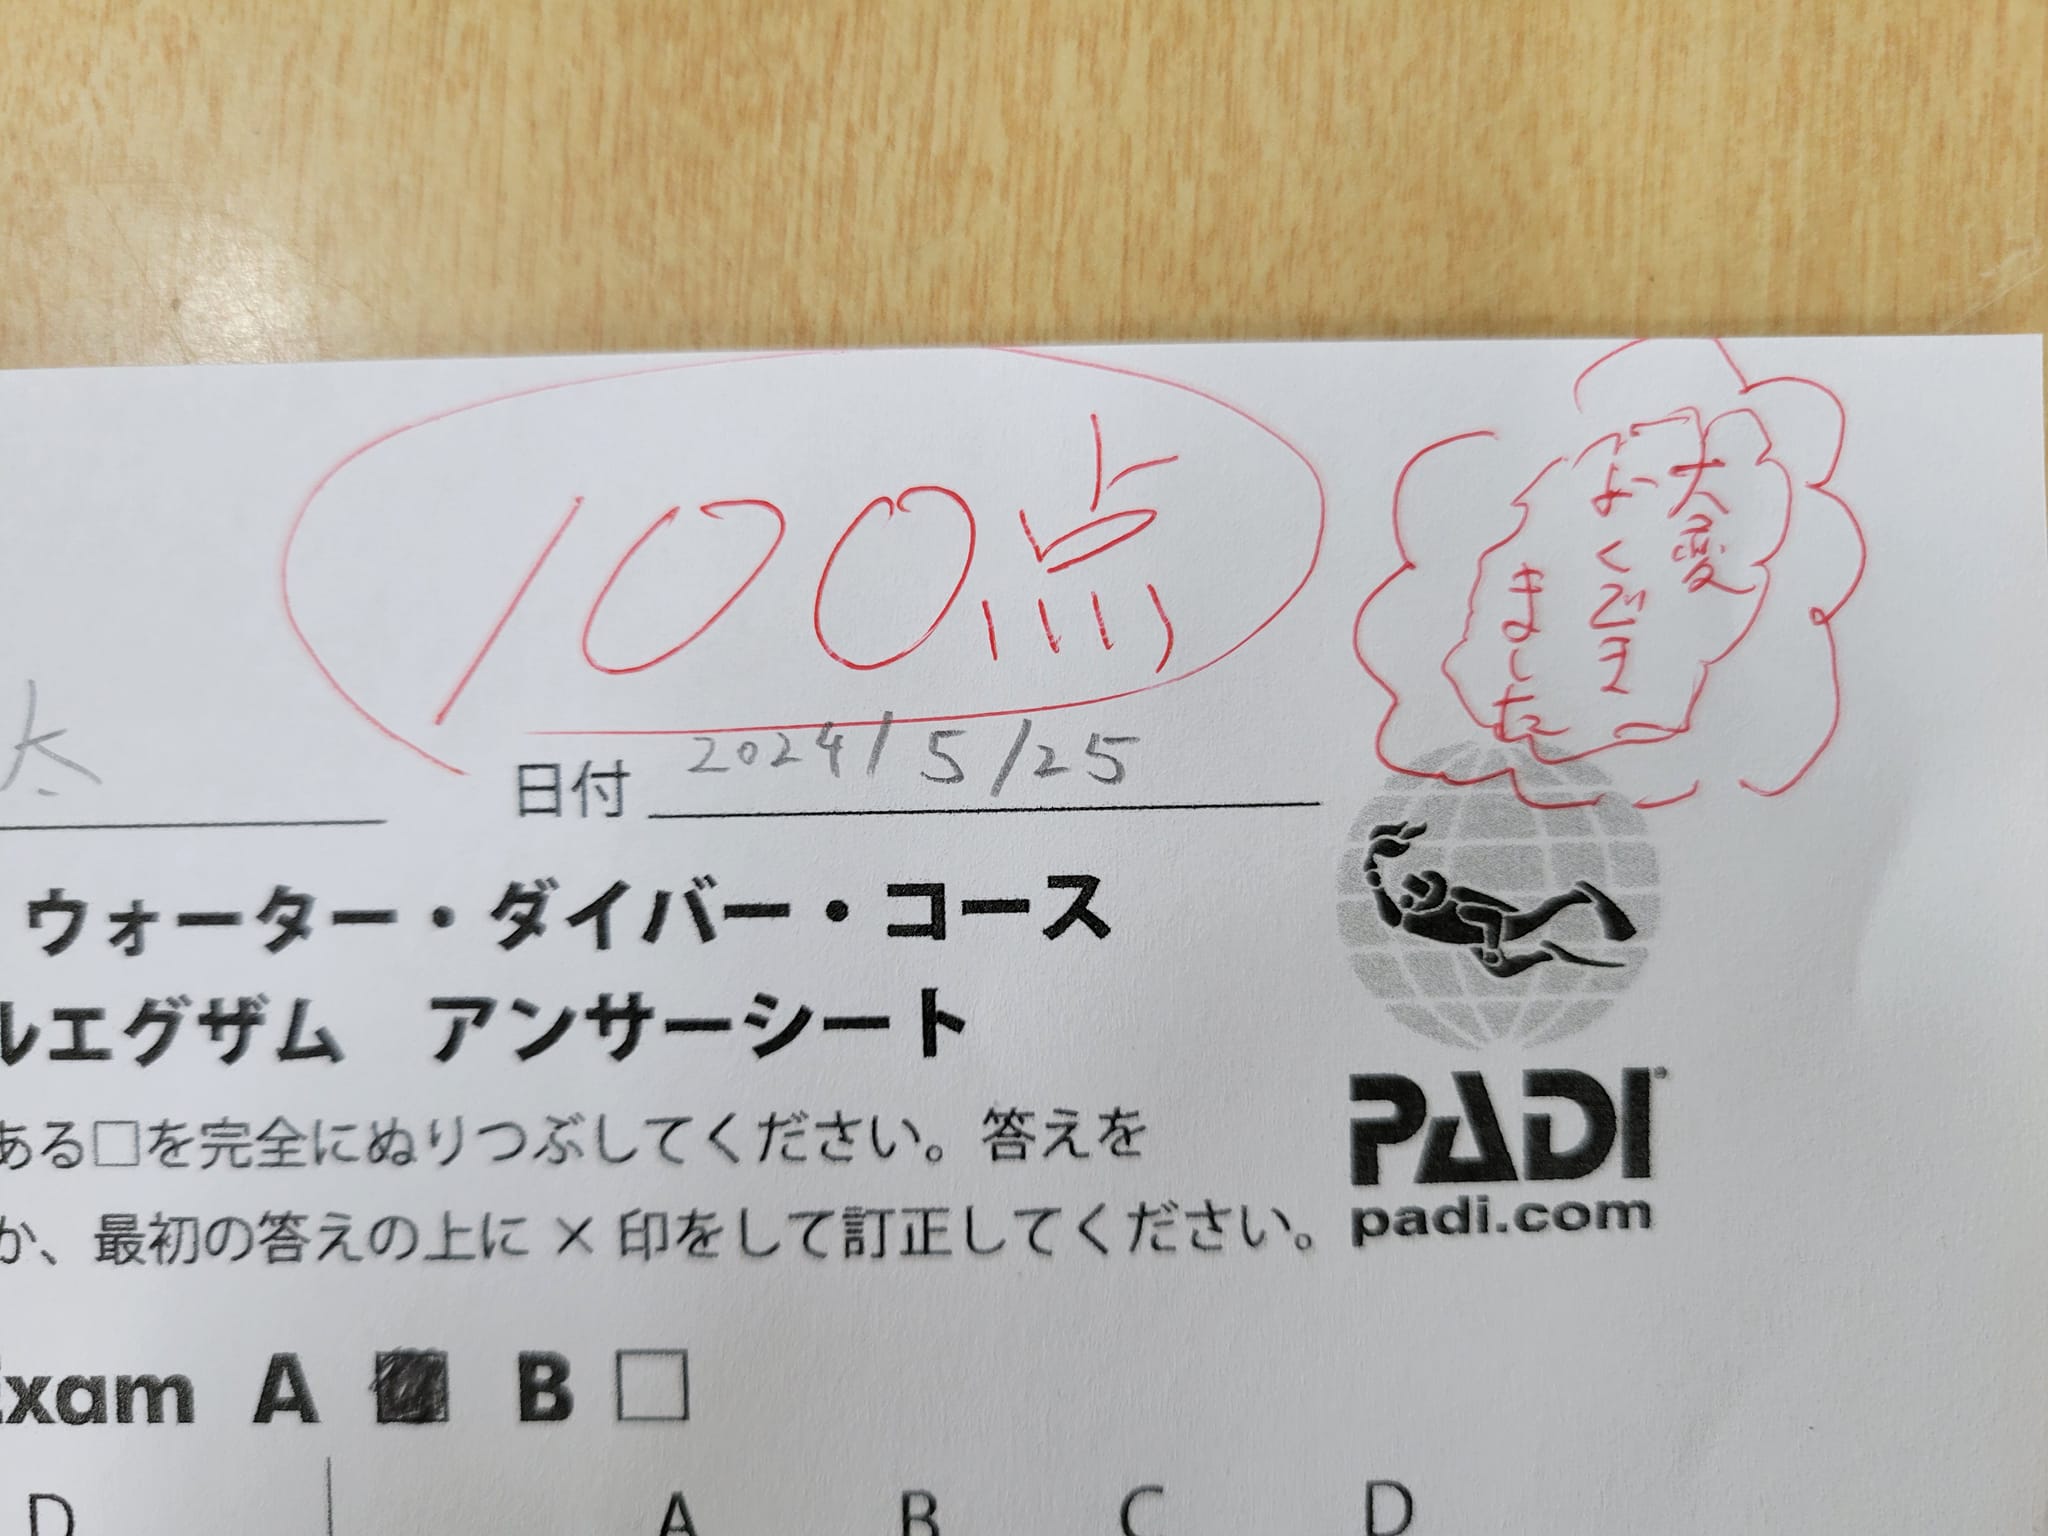 100点
大変
よくできま
ました
太
日付 2024/5/25
ウォーター・ダイバー・コース
ルエグザム アンサーシート
ある□を完全にぬりつぶしてください。答えを
か、最初の答えの上に×印をして訂正してください。
PADI
padi.com
Exam A B
D A B C D